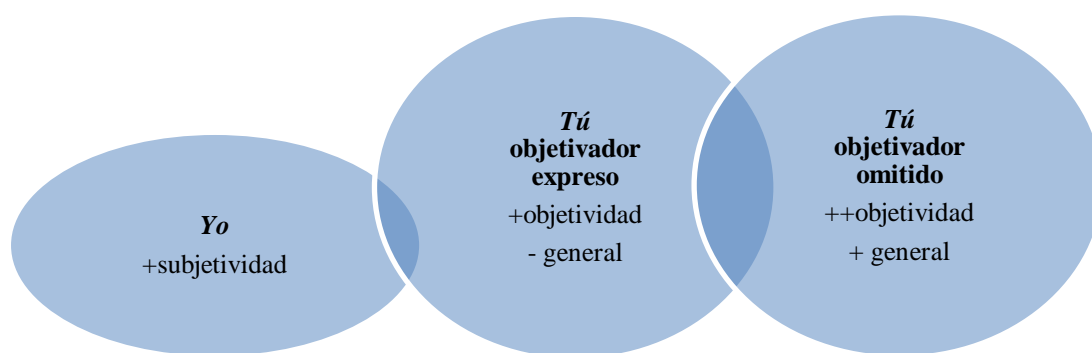 Yo
+subjetividad
Tú
objetivador
expreso
+objetividad
- general
Tú
objetivador
omitido
++objetividad
+ general